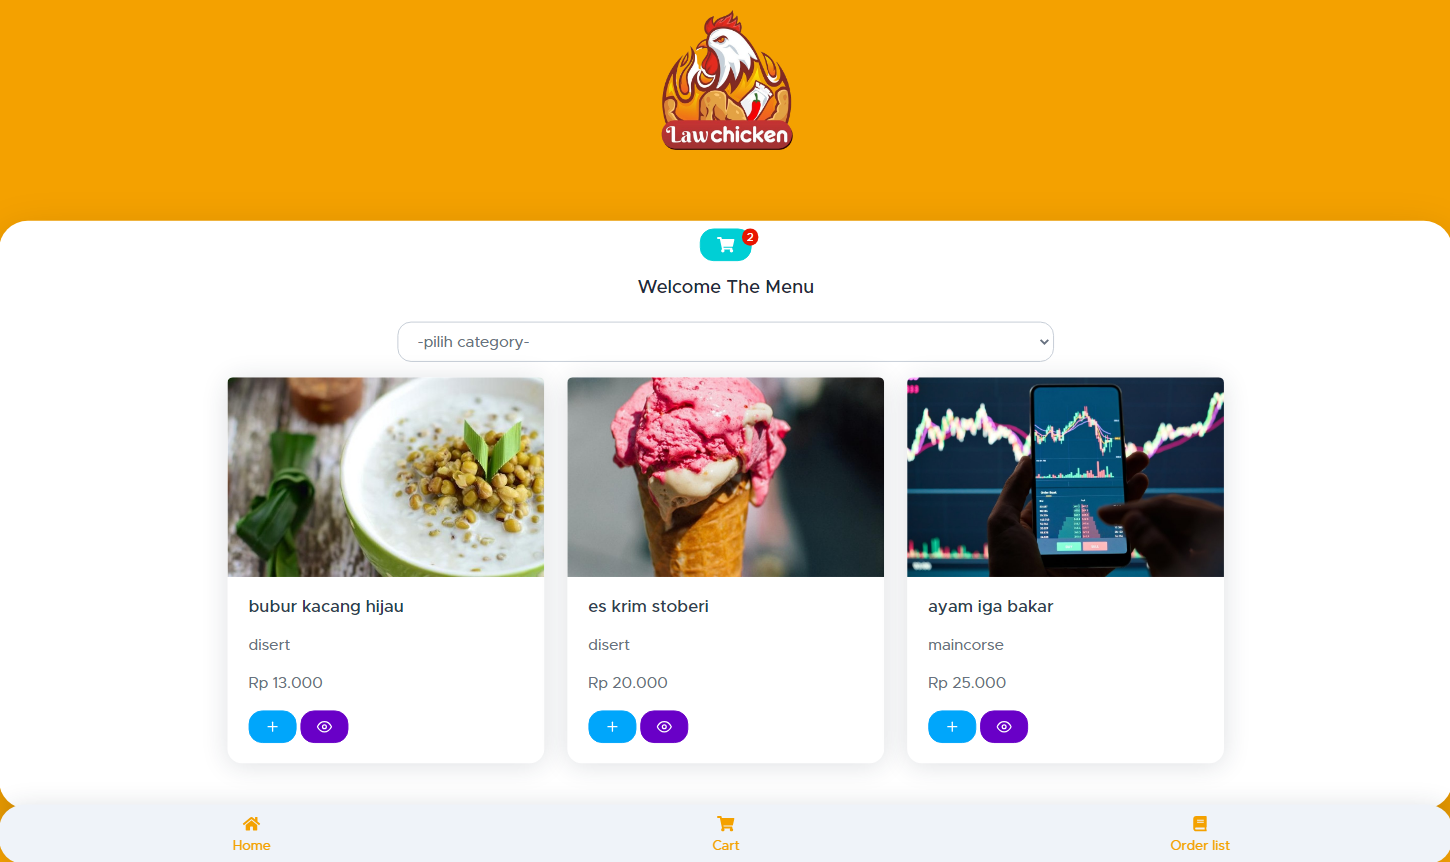 Lawchicken
2
Welcome The Menu
-pilih category-
bubur kacang hijau
disert
Rp 13.000
es krim stoberi
disert
Rp 20.000
ayam iga bakar
maincorse
Rp 25.000
Home
Cart
Order list